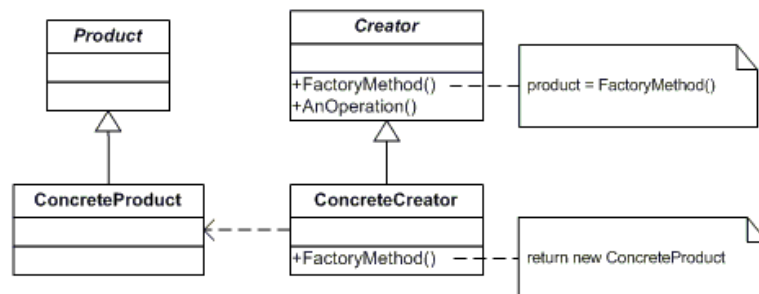 Product
Creator
+FactoryMethod()
+AnOperation()
product = FactoryMethod()
ConcreteProduct
ConcreteCreator
+FactoryMethod()
return new ConcreteProduct